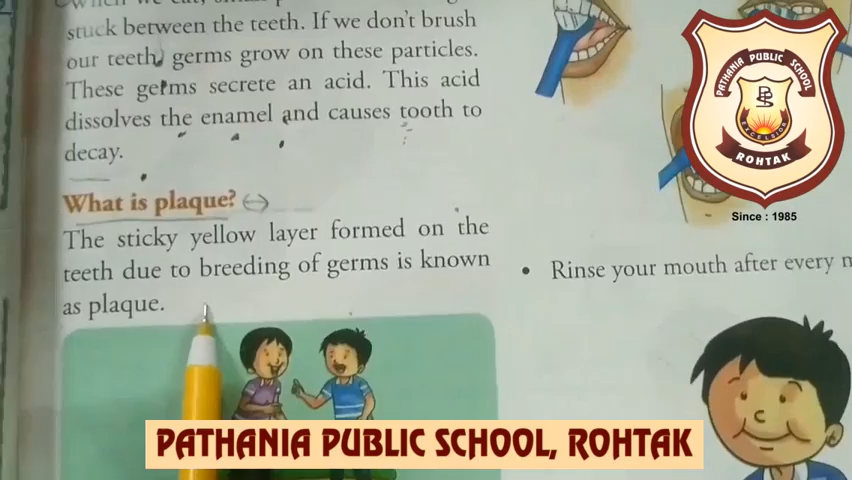 stuck between the teeth. If we don't brush
our teeth, germs grow on these particles.
These germs secrete an acid. This acid
dissolves the enamel and causes tooth to
decay.
What is plaque?
The sticky yellow layer formed on the
teeth due to breeding of germs is known
as plaque.
• Rinse your mouth after every
PATHANIA PUBLIC SCHOOL
EXCELSIOR
ROHTAK
Since : 1985
PATHANIA PUBLIC SCHOOL, ROHTAK